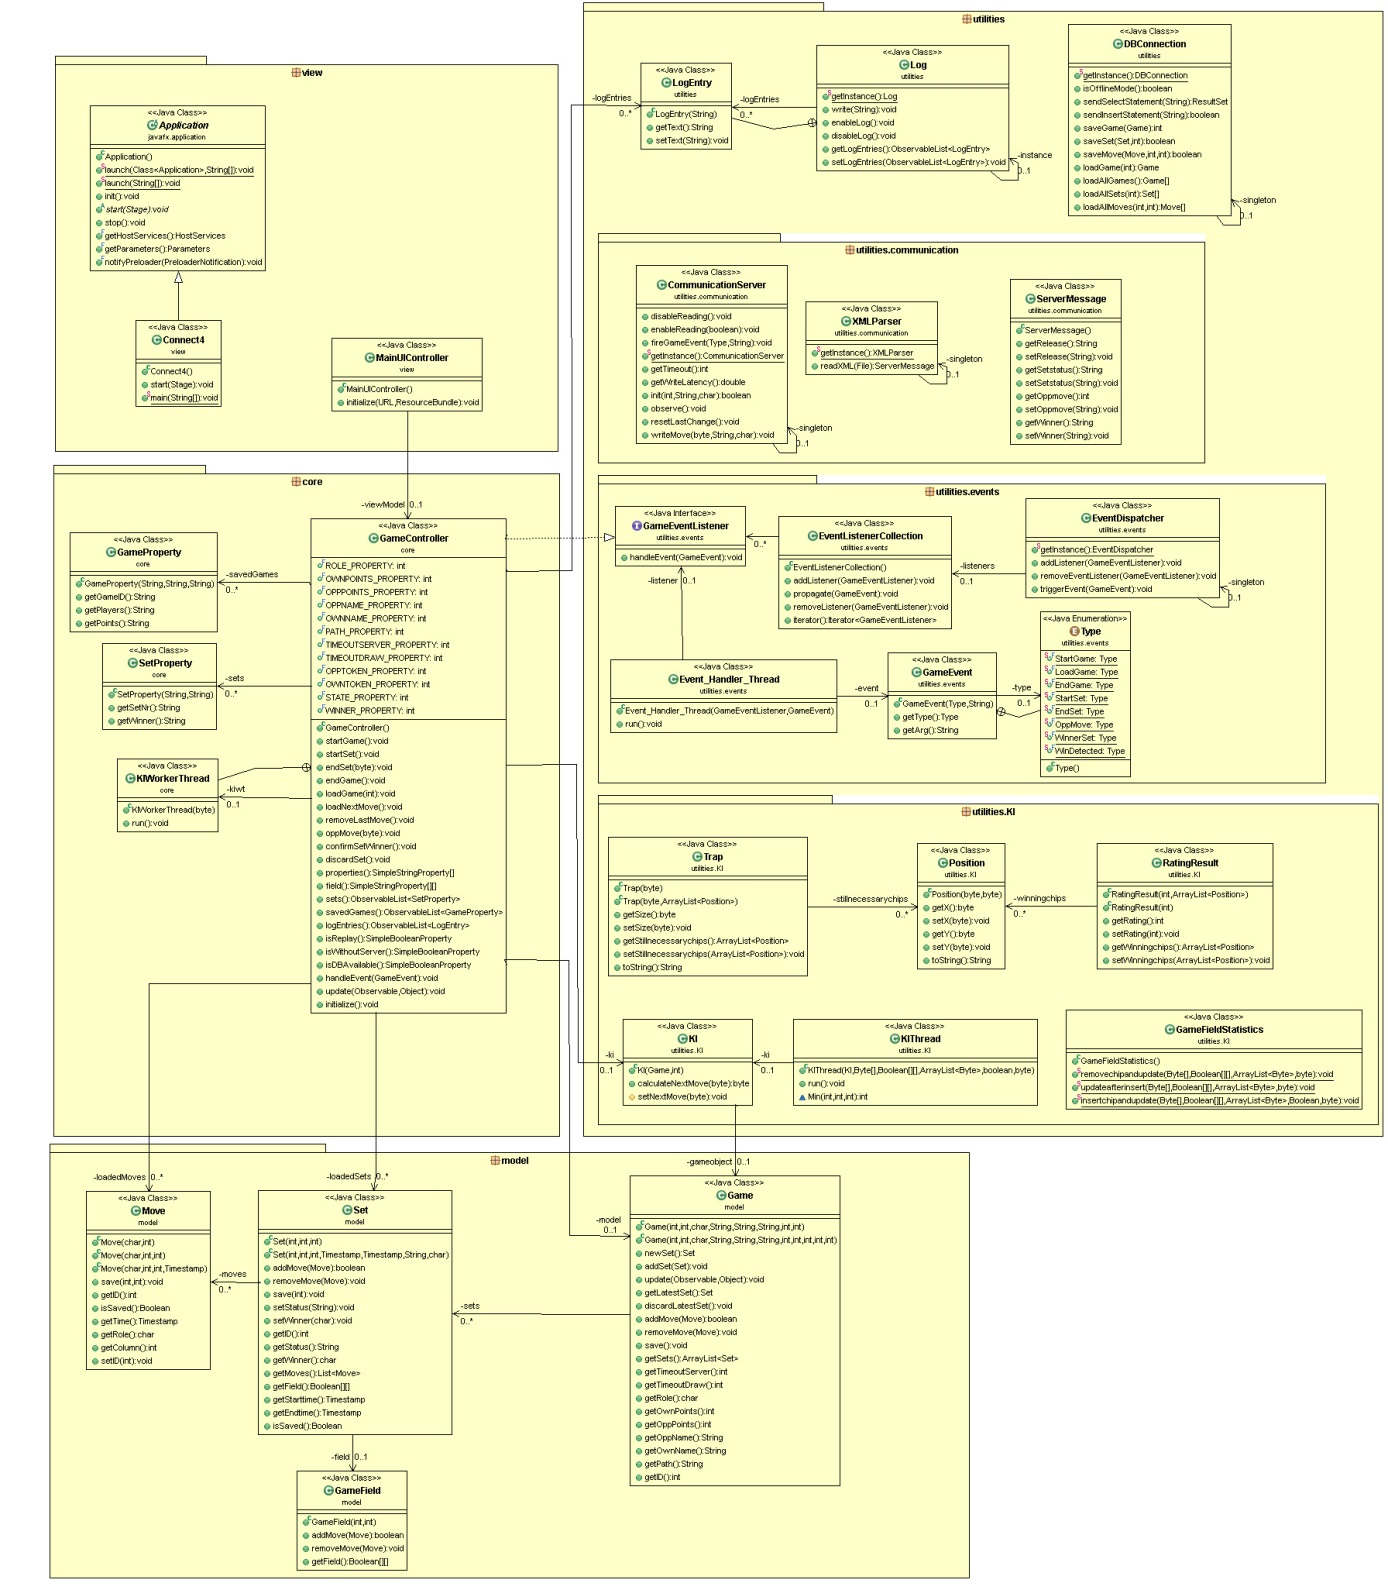 view
<<Java Class>>
Application
javafx.application
Application()
launch(Class<Application>,String[]):void
launch(String[]):void
init():void
start(Stage):void
stop():void
getHostServices():HostServices
getParameters():Parameters
notifyPreloader(PreloaderNotification):void
<<Java Class>>
Connect4
view
Connect4()
start(Stage):void
main(String[]):void
<<Java Class>>
MainUIController
view
MainUIController()
initialize(URL,ResourceBundle):void
-viewModel 0..1
core
<<Java Class>>
GameProperty
core
GameProperty(String,String,String)
getGameID():String
getPlayers():String
getPoints():String
-savedGames
0..*
<<Java Class>>
SetProperty
core
SetProperty(String,String)
getSetNr():String
getWinner():String
-sets
0..*
<<Java Class>>
KIWorkerThread
core
KIWorkerThread(byte)
run():void
-kiwt
0..1
<<Java Class>>
GameController
core
ROLE_PROPERTY: int
OWNPOINTS_PROPERTY: int
OPPPOINTS_PROPERTY: int
OPPNAME_PROPERTY: int
OWNNAME_PROPERTY: int
PATH_PROPERTY: int
TIMEOUTSERVER_PROPERTY: int
TIMEOUTDRAW_PROPERTY: int
OPPTOKEN_PROPERTY: int
OWNTOKEN_PROPERTY: int
STATE_PROPERTY: int
WINNER_PROPERTY: int
GameController()
startGame():void
startSet():void
endSet(byte):void
endGame():void
loadGame(int):void
loadNextMove():void
removeLastMove():void
oppMove(byte):void
confirmSetWinner():void
discardSet():void
properties():SimpleStringProperty[]
field():SimpleStringProperty[][]
sets():ObservableList<SetProperty>
savedGames():ObservableList<GameProperty>
logEntries():ObservableList<LogEntry>
isReplay():SimpleBooleanProperty
isWithoutServer():SimpleBooleanProperty
isDBAvailable():SimpleBooleanProperty
handleEvent(GameEvent):void
update(Observable,Object):void
initialize():void
utilities
-logEntries
0..*
<<Java Class>>
LogEntry
utilities
LogEntry(String)
getText():String
setText(String):void
-logEntries
0..*
<<Java Class>>
Log
utilities
getInstance():Log
write(String):void
enableLog():void
disableLog():void
getLogEntries():ObservableList<LogEntry>
setLogEntries(ObservableList<LogEntry>):void
-instance
0..1
<<Java Class>>
DBConnection
utilities
getInstance():DBConnection
isOfflineMode():boolean
sendSelectStatement(String):ResultSet
sendInsertStatement(String):boolean
saveGame(Game):int
saveSet(Set,int):boolean
saveMove(Move,int,int):boolean
loadGame(int):Game
loadAllGames():Game[]
loadAllSets(int):Set[]
loadAllMoves(int,int):Move[]
-singleton
0..1
utilities.communication
<<Java Class>>
CommunicationServer
utilities.communication
disableReading():void
enableReading(boolean):void
fireGameEvent(Type,String):void
getInstance():CommunicationServer
getTimeout():int
getWriteLatency():double
init(int,String,char):boolean
observe():void
resetLastChange():void
writeMove(byte,String,char):void
-singleton
0..1
<<Java Class>>
XMLParser
utilities.communication
getInstance():XMLParser
readXML(File):ServerMessage
-singleton
0..1
<<Java Class>>
ServerMessage
utilities.communication
ServerMessage()
getRelease():String
setRelease(String):void
getSetstatus():String
setSetstatus(String):void
getOppmove():int
setOppmove(String):void
getWinner():String
setWinner(String):void
utilities.events
<<Java Interface>>
GameEventListener
utilities.events
handleEvent(GameEvent):void
-listener 0..1
0..*
<<Java Class>>
EventListenerCollection
utilities.events
EventListenerCollection()
addListener(GameEventListener):void
propagate(GameEvent):void
removeListener(GameEventListener):void
iterator():Iterator<GameEventListener>
-listeners
0..1
<<Java Class>>
EventDispatcher
utilities.events
getInstance():EventDispatcher
addListener(GameEventListener):void
removeEventListener(GameEventListener):void
triggerEvent(GameEvent):void
-singleton
0..1
<<Java Class>>
Event_Handler_Thread
utilities.events
Event_Handler_Thread(GameEventListener,GameEvent)
run():void
-event
0..1
<<Java Class>>
GameEvent
utilities.events
GameEvent(Type,String)
getType():Type
getArg():String
-type
0..1
<<Java Enumeration>>
Type
utilities.events
StartGame: Type
LoadGame: Type
EndGame: Type
StartSet: Type
EndSet: Type
OppMove: Type
WinnerSet: Type
WinDetected: Type
Type()
utilities.KI
<<Java Class>>
Trap
utilities.KI
Trap(byte)
Trap(byte,ArrayList<Position>)
getSize():byte
setSize(byte):void
getStillnecessarychips():ArrayList<Position>
setStillnecessarychips(ArrayList<Position>):void
toString():String
-stillnecessarychips
0..*
<<Java Class>>
Position
utilities.KI
Position(byte,byte)
getX():byte
setX(byte):void
getY():byte
setY(byte):void
toString():String
-winningchips
0..*
<<Java Class>>
RatingResult
utilities.KI
RatingResult(int,ArrayList<Position>)
RatingResult(int)
getRating():int
setRating(int):void
getWinningchips():ArrayList<Position>
setWinningchips(ArrayList<Position>):void
-ki
0..1
<<Java Class>>
KI
utilities.KI
KI(Game,int)
calculateNextMove(byte):byte
setNextMove(byte):void
-ki
0..1
<<Java Class>>
KIThread
utilities.KI
KIThread(KI,Byte[],Boolean[][],ArrayList<Byte>,boolean,byte)
run():void
Min(int,int,int):int
<<Java Class>>
GameFieldStatistics
utilities.KI
GameFieldStatistics()
removechipandupdate(Byte[],Boolean[][],ArrayList<Byte>,byte):void
updateafterinsert(Byte[],Boolean[][],ArrayList<Byte>,byte):void
insertchipandupdate(Byte[],Boolean[][],ArrayList<Byte>,Boolean,byte):void
model
-loadedMoves 0..*
<<Java Class>>
Move
model
Move(char,int)
Move(char,int,int)
Move(char,int,int,Timestamp)
save(int,int):void
getID():int
isSaved():Boolean
getTime():Timestamp
getRole():char
getColumn():int
setID(int):void
-moves
0..*
-loadedSets 0..*
<<Java Class>>
Set
model
Set(int,int,int)
Set(int,int,int,Timestamp,Timestamp,String,char)
addMove(Move):boolean
removeMove(Move):void
save(int):void
setStatus(String):void
setWinner(char):void
getID():int
getStatus():String
getWinner():char
getMoves():List<Move>
getField():Boolean[][]
getStarttime():Timestamp
getEndtime():Timestamp
isSaved():Boolean
-sets
0..*
-field 0..1
<<Java Class>>
GameField
model
GameField(int,int)
addMove(Move):boolean
removeMove(Move):void
getField():Boolean[][]
-gameobject 0..1
-model
0..1
<<Java Class>>
Game
model
Game(int,int,char,String,String,String,int,int)
Game(int,int,char,String,String,String,int,int,int,int,int)
newSet():Set
addSet(Set):void
update(Observable,Object):void
getLatestSet():Set
discardLatestSet():void
addMove(Move):boolean
removeMove(Move):void
save():void
getSets():ArrayList<Set>
getTimeoutServer():int
getTimeoutDraw():int
getRole():char
getOwnPoints():int
getOppPoints():int
getOppName():String
getOwnName():String
getPath():String
getID():int